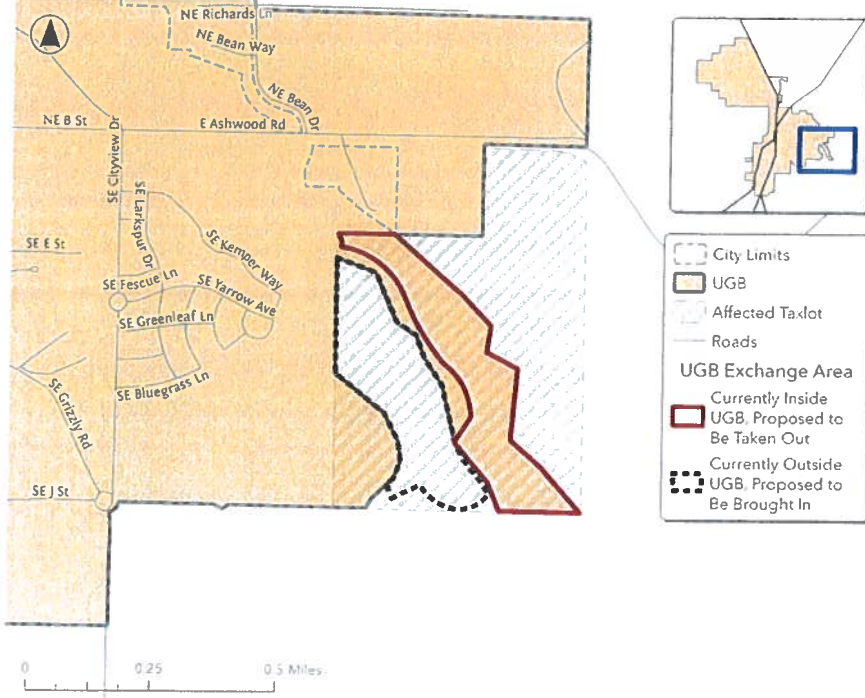 NE Richards Ln
NE Bean Way
NE Bean Dr
NE B St
E Ashwood Rd
SE Cityview Dr
SE Larkspur Dr
SE E St
SE Kemper Way
SE Fescue Ln
SE Yarrow Ave
SE Greenleaf Ln
SE Bluegrass Ln
SE Grizzly Rd
SE J St
0 0.25 0.5 Miles
City Limits
UGB
Affected Taxlot
Roads
UGB Exchange Area
Currently Inside
UGB, Proposed to
Be Taken Out
Currently Outside
UGB, Proposed to
Be Brought In